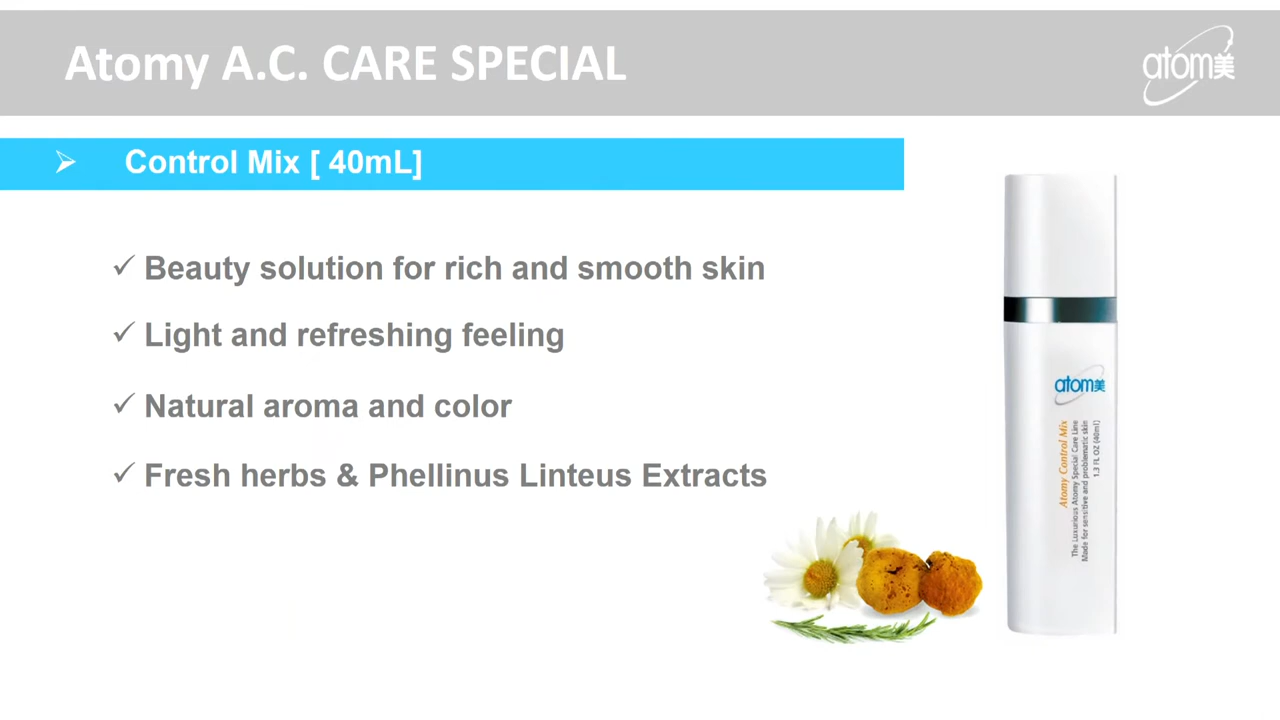 Atomy A.C. CARE SPECIAL
atom美
Control Mix [ 40mL]
Beauty solution for rich and smooth skin
Light and refreshing feeling
Natural aroma and color
Fresh herbs & Phellinus Linteus Extracts
atom美
Atomy Control Mix
The Luxurious Atomy Special Care Line
Made for sensitive and problematic skin
1.3 FL OZ (40ml)